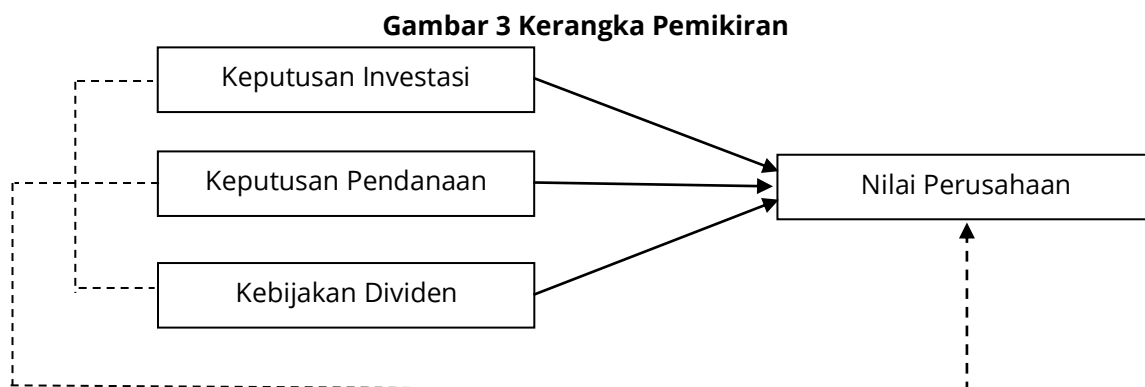 Gambar 3 Kerangka Pemikiran
Keputusan Investasi
Keputusan Pendanaan
Nilai Perusahaan
Kebijakan Dividen